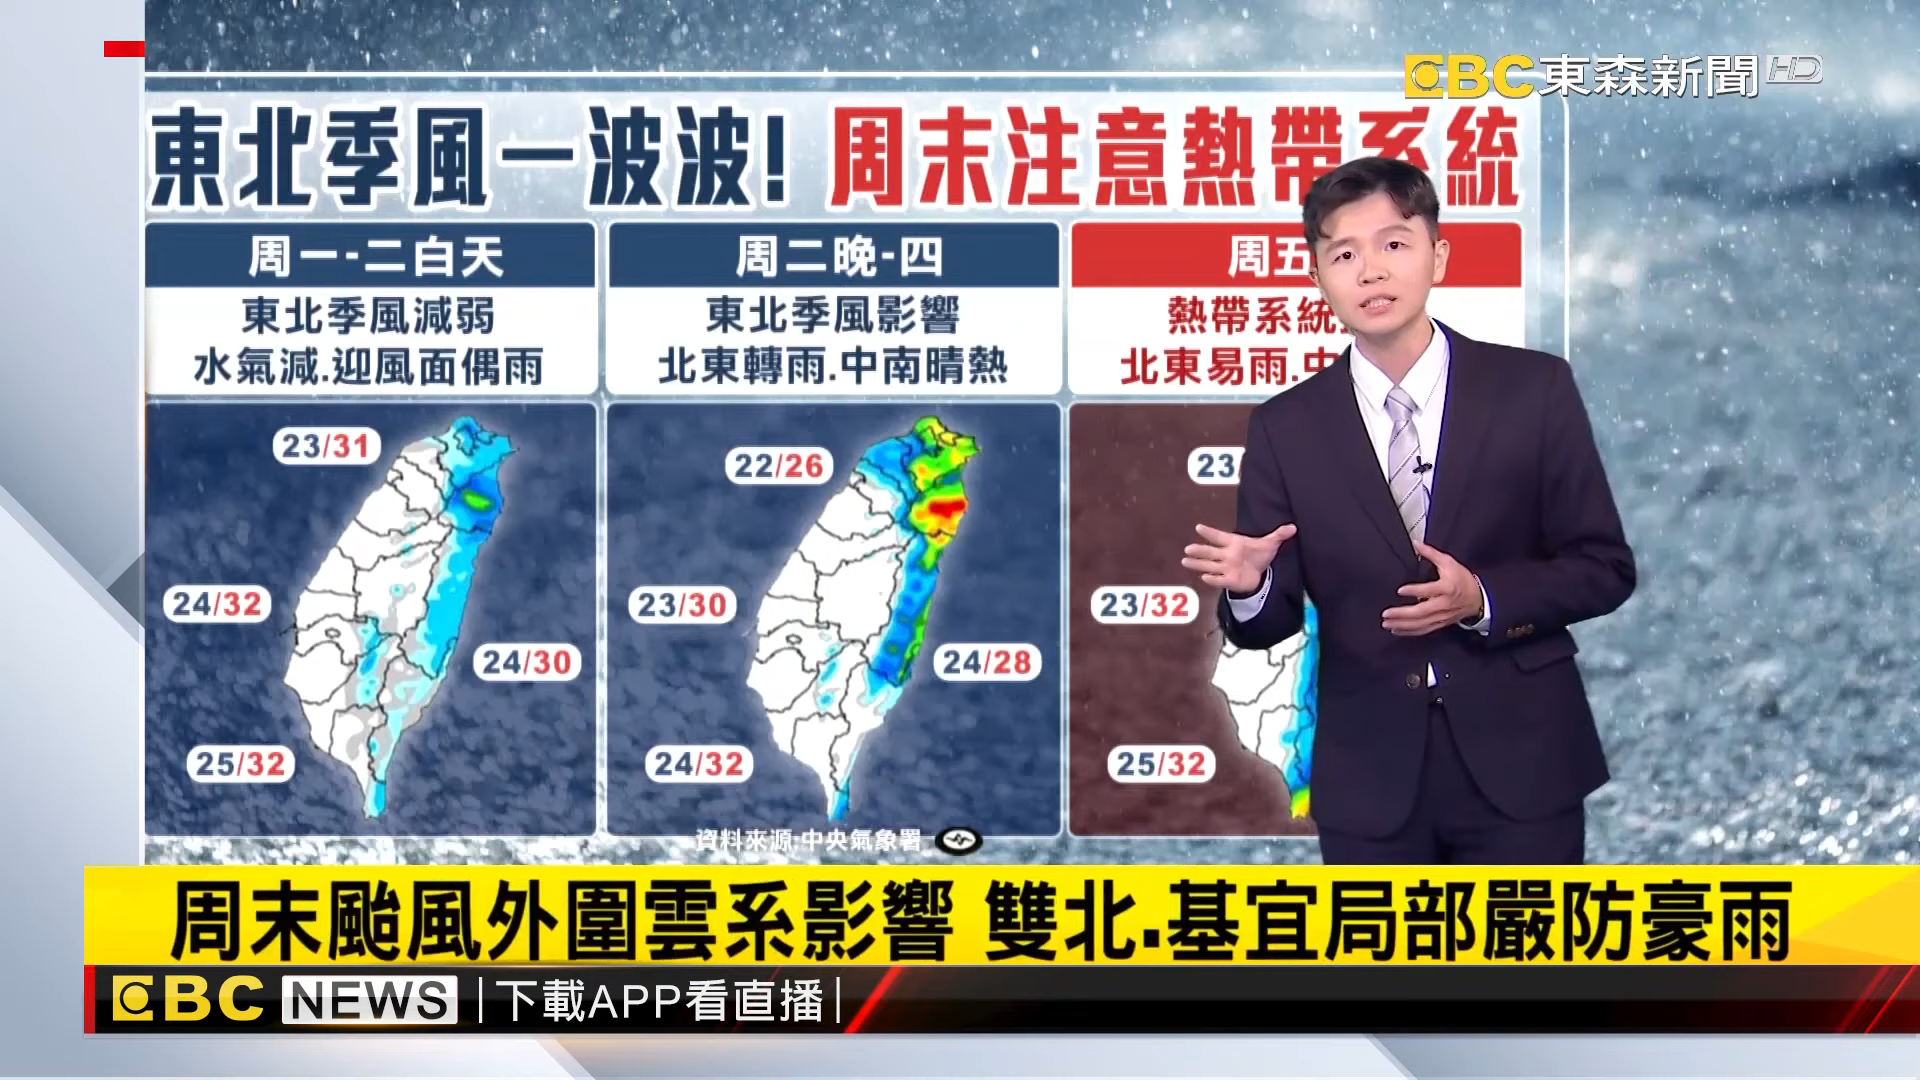 EBC東森新聞HD
東北季風一波波! 周末注意熱帶系統
周一-二白天
東北季風減弱
水氣減.迎風面偶雨
23/31
24/32
24/30
25/32
周二晚-四
東北季風影響
北東轉雨.中南晴熱
22/26
23/30
24/28
24/32
周五
熱帶系統
北東易雨.中
23/
23/32
25/32
資料來源:中央氣象署
周末颱風外圍雲系影響 雙北.基宜局部嚴防豪雨
EBC NEWS |下載APP看直播|